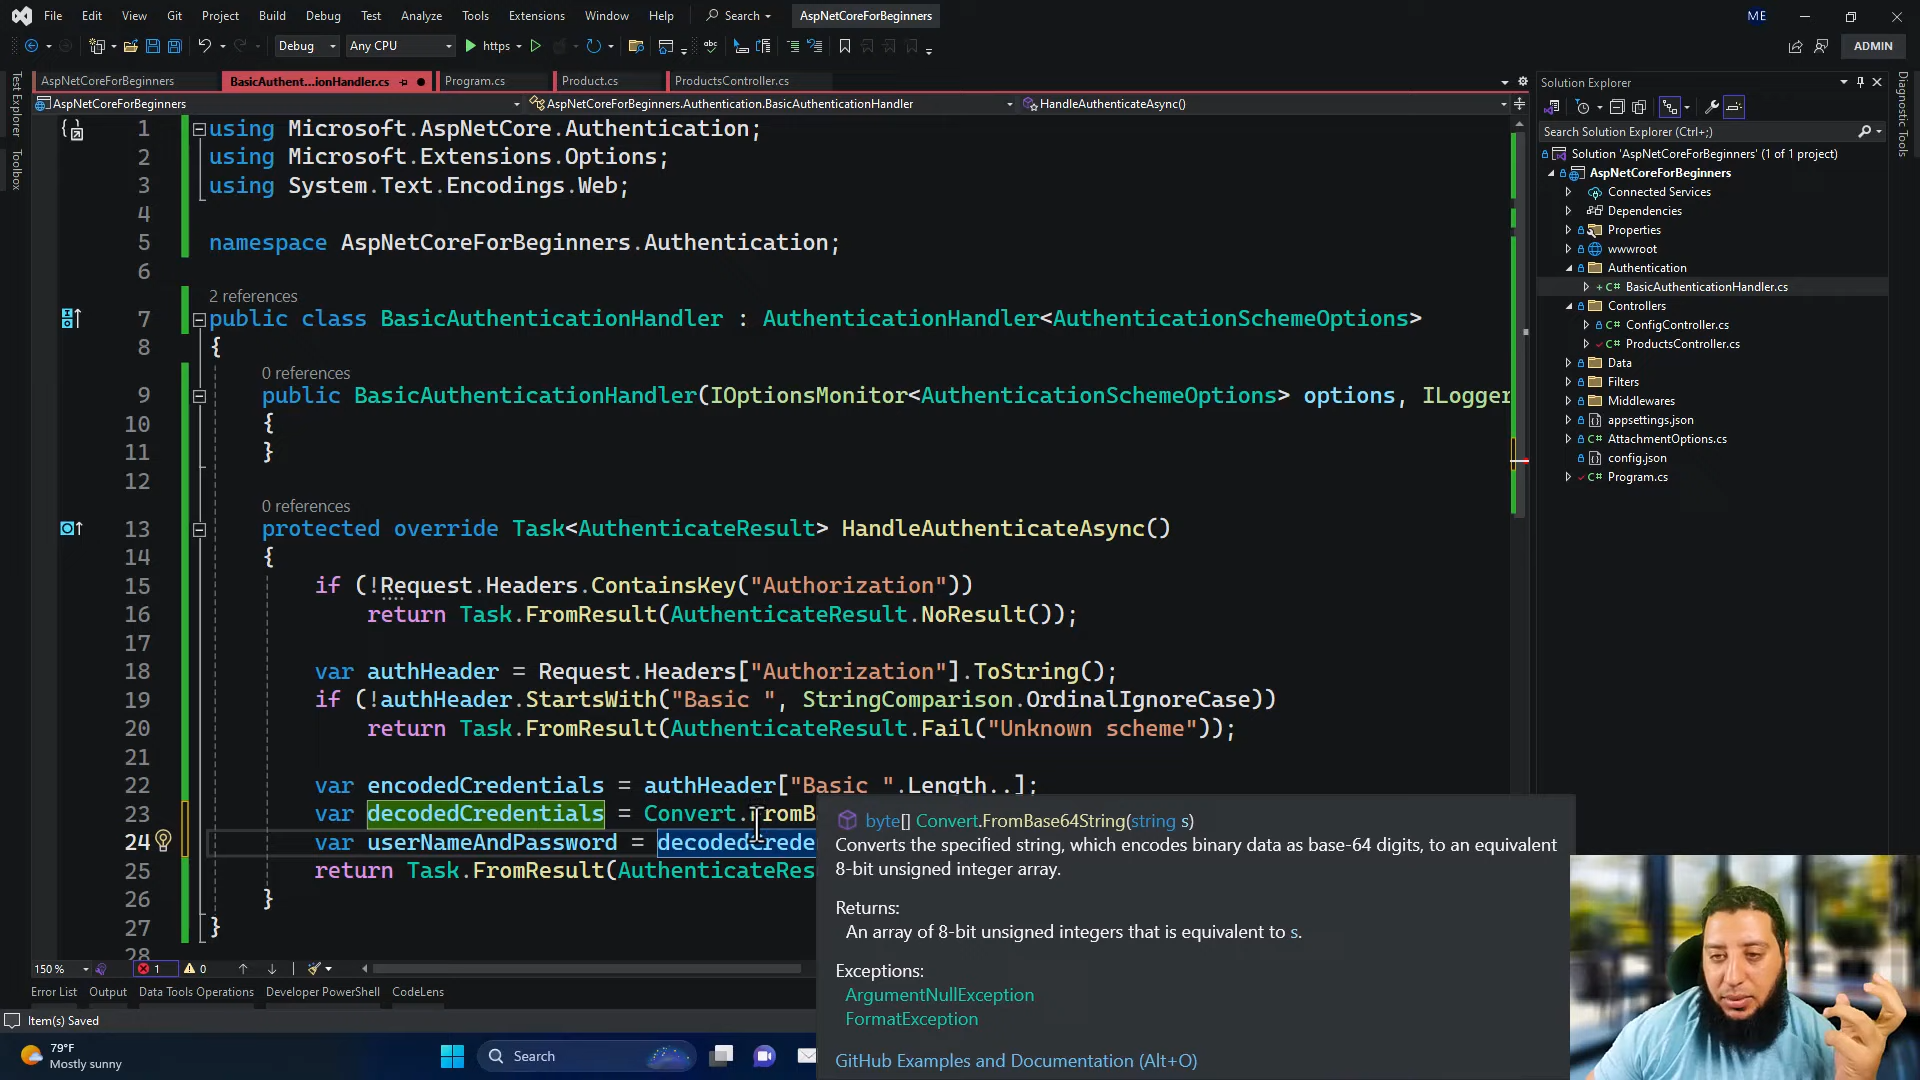 File Edit View Git Project Build Debug Test Analyze Tools Extensions Window Help Search AspNetCoreForBeginners ME
Debug Any CPU https ADMIN
AspNetCoreForBeginners BasicAuthent...ionHandler.cs Program.cs Product.cs ProductsController.cs
AspNetCoreForBeginners AspNetCoreForBeginners.Authentication.BasicAuthenticationHandler HandleAuthenticateAsync()
Test Explorer
Toolbox
1 using Microsoft.AspNetCore.Authentication;
2 using Microsoft.Extensions.Options;
3 using System.Text.Encodings.Web;
4
5 namespace AspNetCoreForBeginners.Authentication;
6
2 references
7 public class BasicAuthenticationHandler : AuthenticationHandler<AuthenticationSchemeOptions>
8 {
0 references
9 public BasicAuthenticationHandler(IOptionsMonitor<AuthenticationSchemeOptions> options, ILogger
10 {
11 }
12
0 references
13 protected override Task<AuthenticateResult> HandleAuthenticateAsync()
14 {
15 if (!Request.Headers.ContainsKey("Authorization"))
16 return Task.FromResult(AuthenticateResult.NoResult());
17
18 var authHeader = Request.Headers["Authorization"].ToString();
19 if (!authHeader.StartsWith("Basic ", StringComparison.OrdinalIgnoreCase))
20 return Task.FromResult(AuthenticateResult.Fail("Unknown scheme"));
21
22 var encodedCredentials = authHeader["Basic ".Length..];
23 var decodedCredentials = Convert.FromB
24 var userNameAndPassword = decodedCrede
25 return Task.FromResult(AuthenticateRes
26 }
27 }
28
byte[] Convert.FromBase64String(string s)
Converts the specified string, which encodes binary data as base-64 digits, to an equivalent
8-bit unsigned integer array.
Returns:
An array of 8-bit unsigned integers that is equivalent to s.
Exceptions:
ArgumentNullException
FormatException
GitHub Examples and Documentation (Alt+O)
150 % 1 0
Error List Output Data Tools Operations Developer PowerShell CodeLens
Item(s) Saved
79°F
Mostly sunny
Search
Solution Explorer
Search Solution Explorer (Ctrl+;)
Solution 'AspNetCoreForBeginners' (1 of 1 project)
AspNetCoreForBeginners
Connected Services
Dependencies
Properties
wwwroot
Authentication
BasicAuthenticationHandler.cs
Controllers
ConfigController.cs
ProductsController.cs
Data
Filters
Middlewares
appsettings.json
AttachmentOptions.cs
config.json
Program.cs
Diagnostic Tools